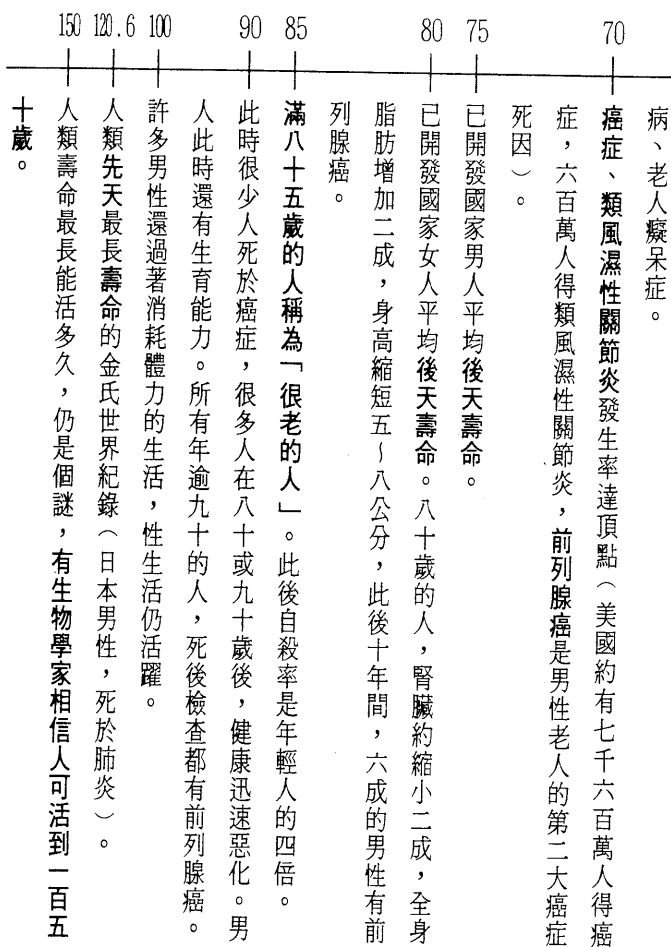 病、老人癡呆症。
70
癌症、類風濕性關節炎發生率達頂點（美國約有七千六百萬人得癌
症，六百萬人得類風濕性關節炎，前列腺癌是男性老人的第二大癌症
死因）。
75
已開發國家男人平均後天壽命。
80
已開發國家女人平均後天壽命。八十歲的人，腎臟約縮小二成，全身
脂肪增加二成，身高縮短五～八公分，此後十年間，六成的男性有前
列腺癌。
85
滿八十五歲的人稱為「很老的人」。此後自殺率是年輕人的四倍。
90
此時很少人死於癌症，很多人在八十或九十歲後，健康迅速惡化。男
人此時還有生育能力。所有年逾九十的人，死後檢查都有前列腺癌。
100
許多男性還過著消耗體力的生活，性生活仍活躍。
120.6
人類先天最長壽命的金氏世界紀錄（日本男性，死於肺炎）。
150
人類壽命最長能活多久，仍是個謎，有生物學家相信人可活到一百五
十歲。